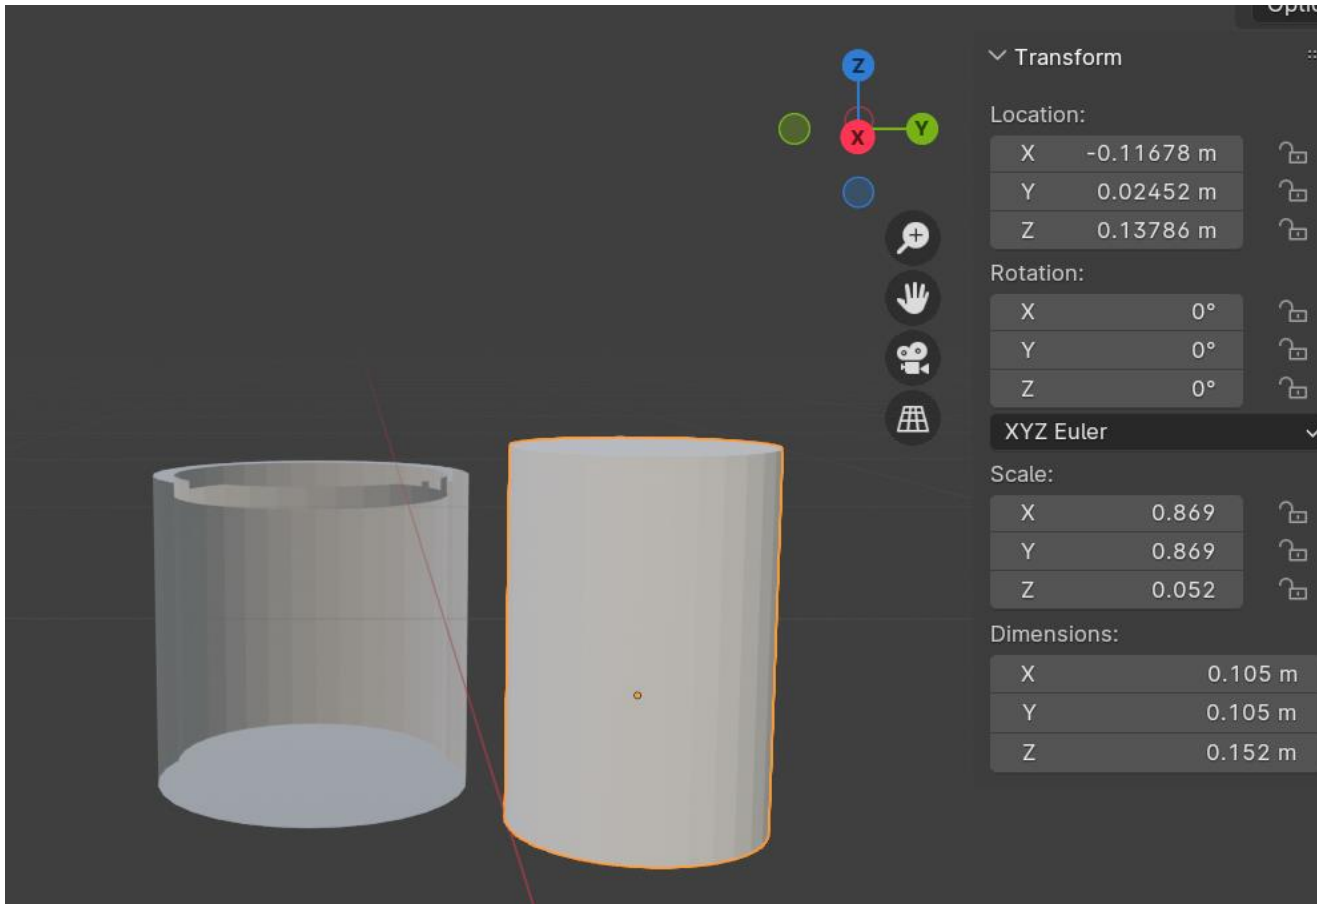 Optio
Transform
Z
Y
X
Location:
X -0.11678 m
Y 0.02452 m
Z 0.13786 m
Rotation:
X 0°
Y 0°
Z 0°
XYZ Euler
Scale:
X 0.869
Y 0.869
Z 0.052
Dimensions:
X 0.105 m
Y 0.105 m
Z 0.152 m